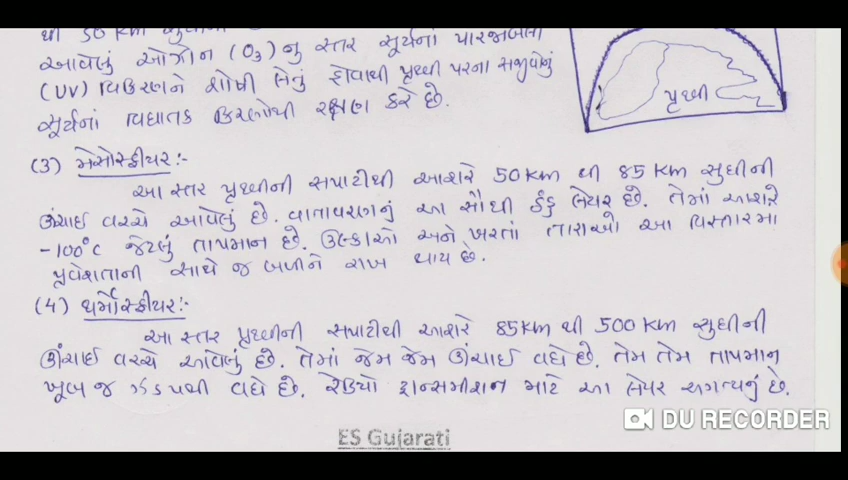 થી 50 km
આવેલું ઓઝોન (O₃) નું સ્તર સૂર્યનાં પારજાંબલી
(UV) વિકિરણને શોષી લેતું હોવાથી પૃથ્વી પરના સજીવોનું
સૂર્યનાં વિઘાતક કિરણોથી રક્ષણ કરે છે.
પૃથ્વી
(3) મેસોસ્ફીયર:-
આ સ્તર પૃથ્વીની સપાટીથી આશરે 50 Km થી 85 Km સુધીની
ઊંચાઈ વચ્ચે આવેલું છે. વાતાવરણનું આ સૌથી ઠંડુ લેયર છે. તેમાં આશરે
-100°C જેટલું તાપમાન છે. ઉલ્કાઓ અને ખરતાં તારાઓ આ વિસ્તારમાં
પ્રવેશતાની સાથે જ બળીને રાખ થાય છે.
(4) થર્મોસ્ફીયર:-
આ સ્તર પૃથ્વીની સપાટીથી આશરે 85 Km થી 500 Km સુધીની
ઊંચાઈ વચ્ચે આવેલું છે. તેમાં જેમ જેમ ઊંચાઈ વધે છે. તેમ તેમ તાપમાન
ખૂબ જ ઝડપથી વધે છે. રેડિયો ટ્રાન્સમીશન માટે આ લેયર અગત્યનું છે.
DU RECORDER
ES Gujarati